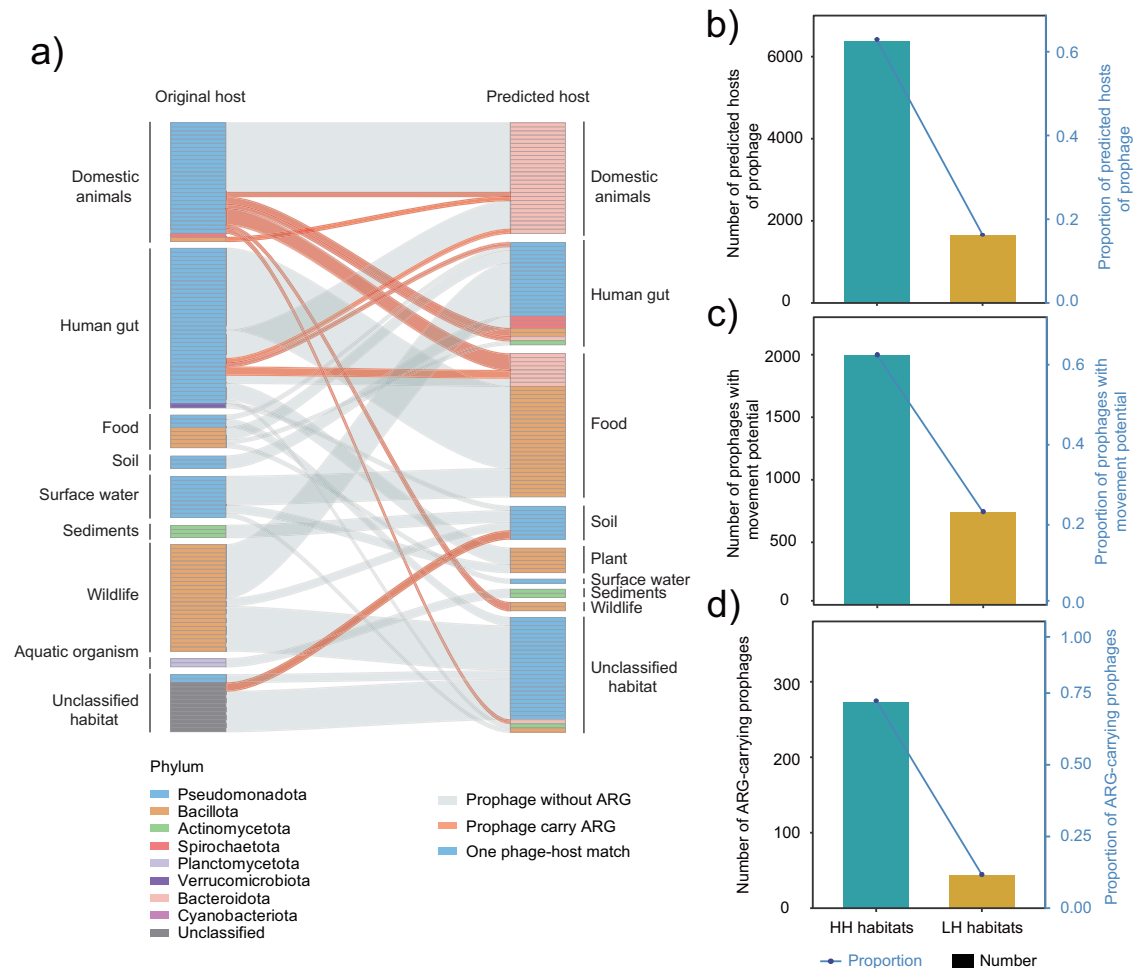 a)
Original host
Predicted host
Domestic
animals
Human gut
Food
Soil
Surface water
Sediments
Wildlife
Aquatic organism
Unclassified
habitat
Domestic
animals
Human gut
Food
Soil
Plant
Surface water
Sediments
Wildlife
Unclassified
habitat
Phylum
Pseudomonadota
Bacillota
Actinomycetota
Spirochaetota
Planctomycetota
Verrucomicrobiota
Bacteroidota
Cyanobacteriota
Unclassified
Prophage without ARG
Prophage carry ARG
One phage-host match
b)
Number of predicted hosts
of prophage
6000
4000
2000
0
0.6
0.4
0.2
0.0
Proportion of predicted hosts
of prophage
c)
Number of prophages with
movement potential
2000
1500
1000
500
0
0.6
0.4
0.2
0.0
Proportion of prophages with
movement potential
d)
Number of ARG-carrying prophages
300
200
100
0
1.00
0.75
0.50
0.25
0.00
Proportion of ARG-carrying prophages
HH habitats
LH habitats
Proportion
Number